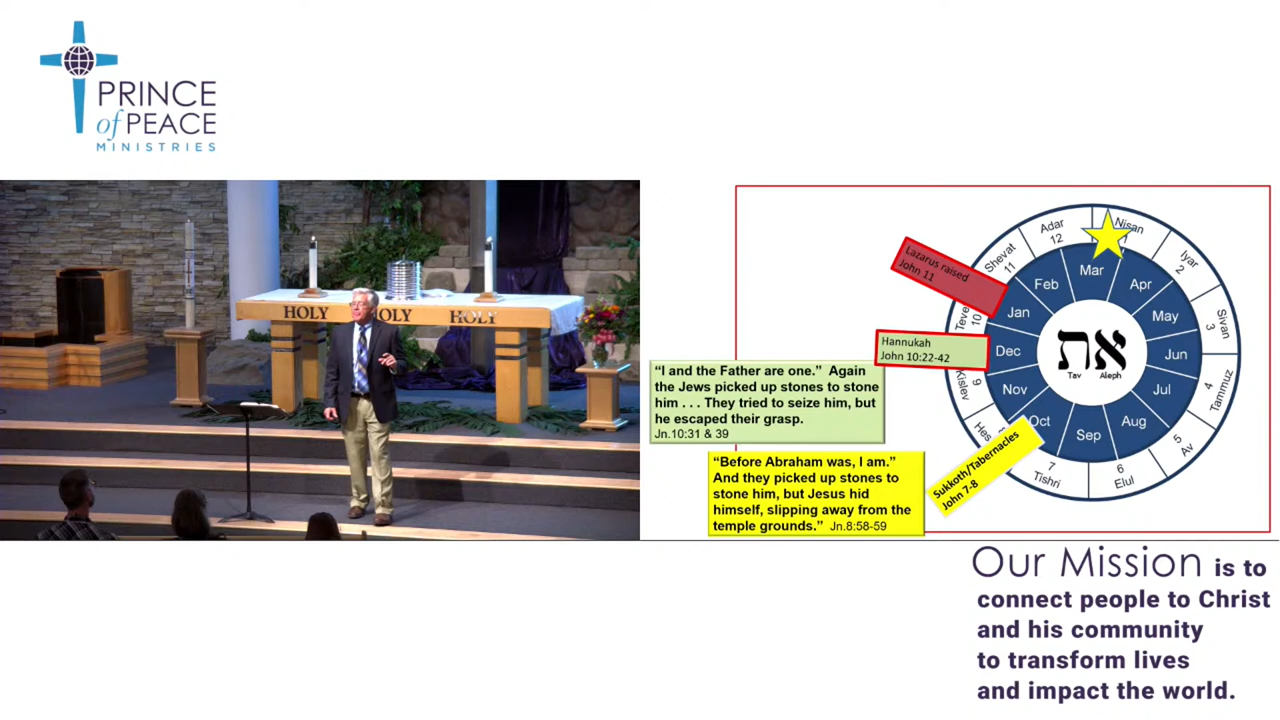 PRINCE
of PEACE
MINISTRIES
HOLY
HOLY
HOLY
Lazarus raised
John 11
Hannukah
John 10:22-42
"I and the Father are one." Again
the Jews picked up stones to stone
him . . . They tried to seize him, but
he escaped their grasp.
Jn.10:31 & 39
"Before Abraham was, I am."
And they picked up stones to
stone him, but Jesus hid
himself, slipping away from the
temple grounds." Jn.8:58-59
Sukkoth/Tabernacles
John 7-8
Nisan
1
Iyar
2
Sivan
3
4
Tammuz
5
Av
6
Elul
7
Tishri
Hes
9
Kislev
Teve
10
Shevat
11
Adar
12
Mar
Apr
May
Jun
Jul
Aug
Sep
Oct
Nov
Dec
Jan
Feb
את
Tav Aleph
Our Mission is to
connect people to Christ
and his community
to transform lives
and impact the world.